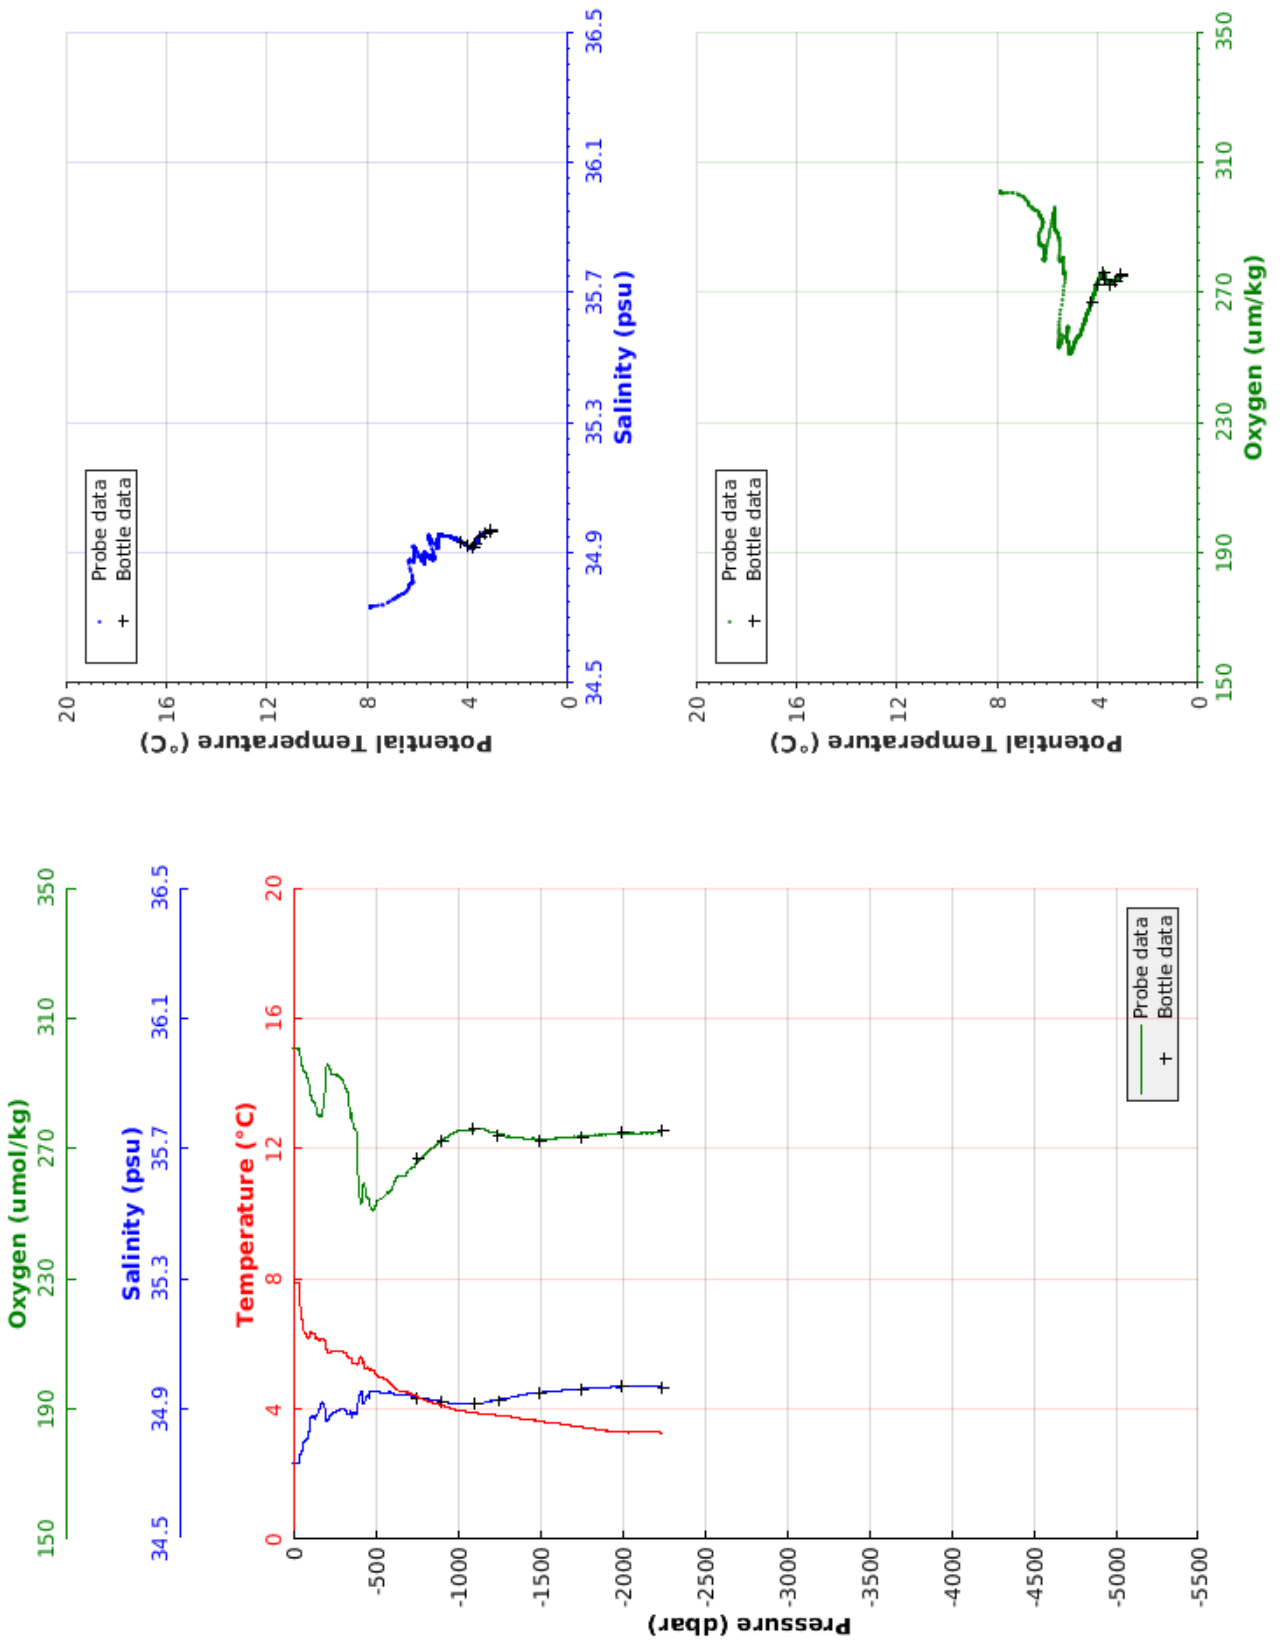 Oxygen (umol/kg)
150 190 230 270 310 350
Salinity (psu)
34.5 34.9 35.3 35.7 36.1 36.5
Temperature (°C)
0 4 8 12 16 20
Pressure (dbar)
0
-500
-1000
-1500
-2000
-2500
-3000
-3500
-4000
-4500
-5000
-5500
Probe data
Bottle data
Potential Temperature (°C)
20
16
12
8
4
0
Probe data
Bottle data
34.5 34.9 35.3 35.7 36.1 36.5
Salinity (psu)
Potential Temperature (°C)
20
16
12
8
4
0
Probe data
Bottle data
150 190 230 270 310 350
Oxygen (um/kg)